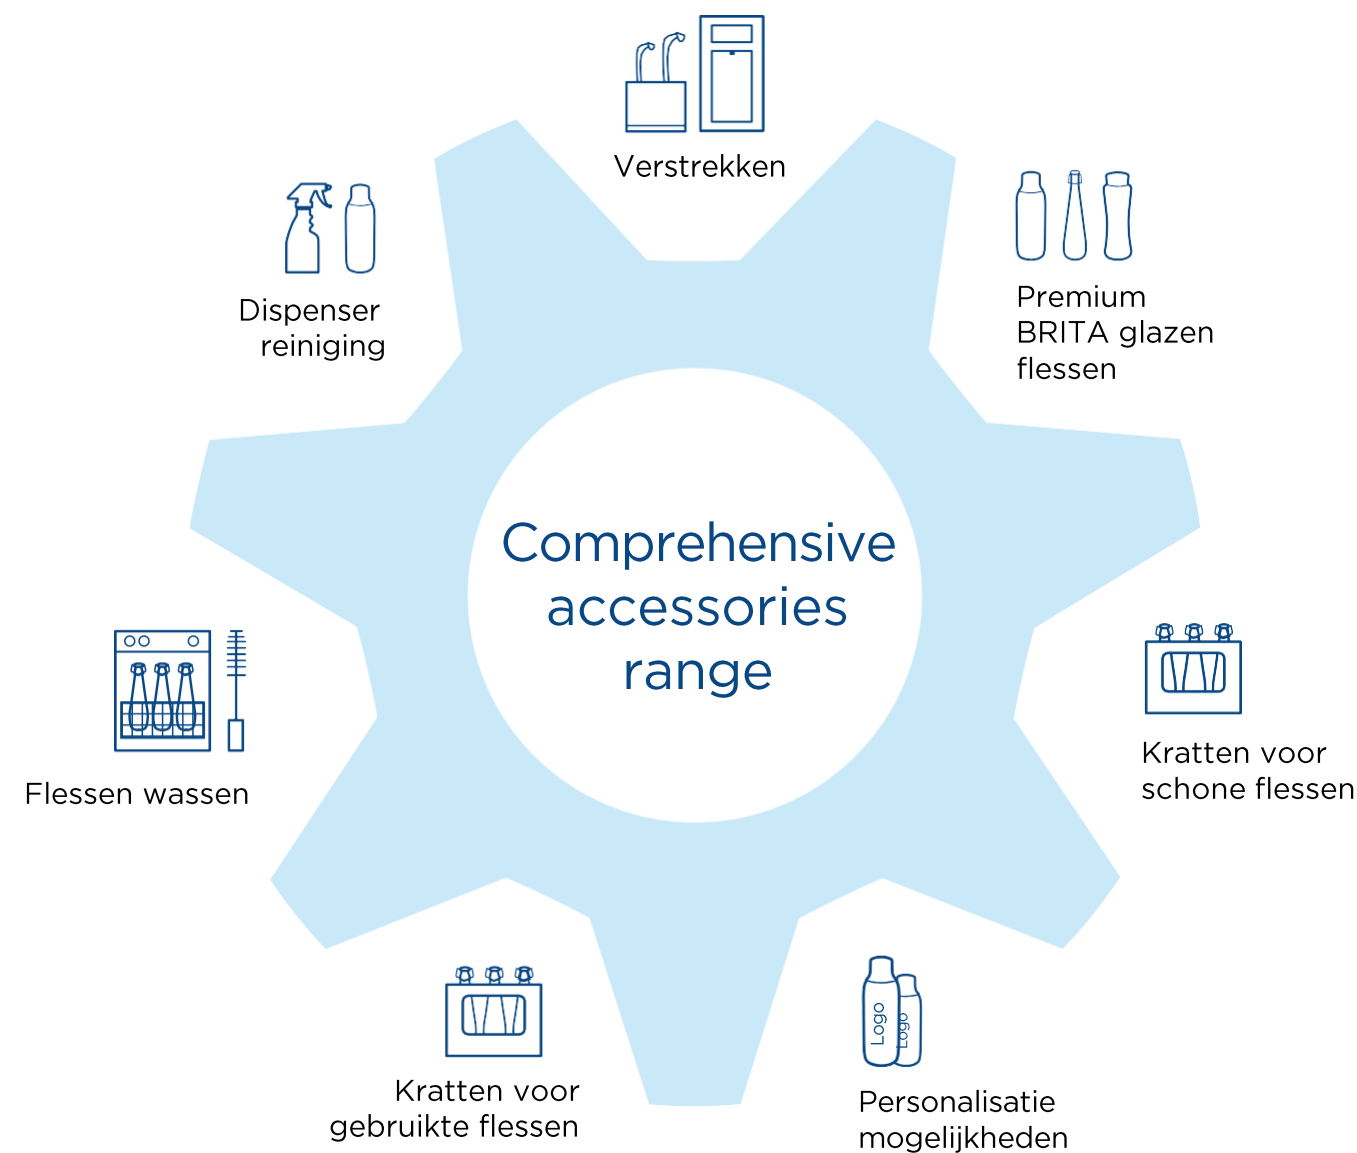 Verstrekken
Premium
BRITA glazen
flessen
Kratten voor
schone flessen
Logo
Logo
Personalisatie
mogelijkheden
Kratten voor
gebruikte flessen
Flessen wassen
Dispenser
reiniging
Comprehensive
accessories
range